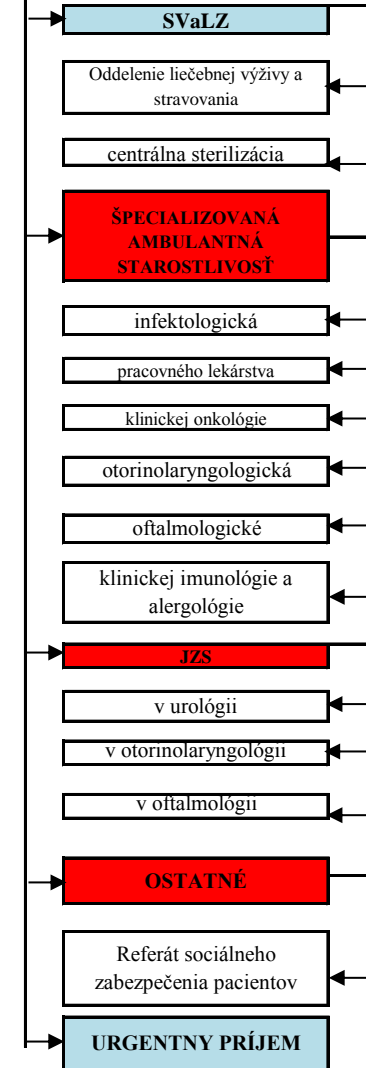 SVaLZ
Oddelenie liečebnej výživy a
stravovania
centrálna sterilizácia
ŠPECIALIZOVANÁ
AMBULANTNÁ
STAROSTLIVOSŤ
infektologická
pracovného lekárstva
klinickej onkológie
otorinolaryngologická
oftalmologické
klinickej imunológie a
alergológie
JZS
v urológii
v otorinolaryngológii
v oftalmológii
OSTATNÉ
Referát sociálneho
zabezpečenia pacientov
URGENTNY PRÍJEM